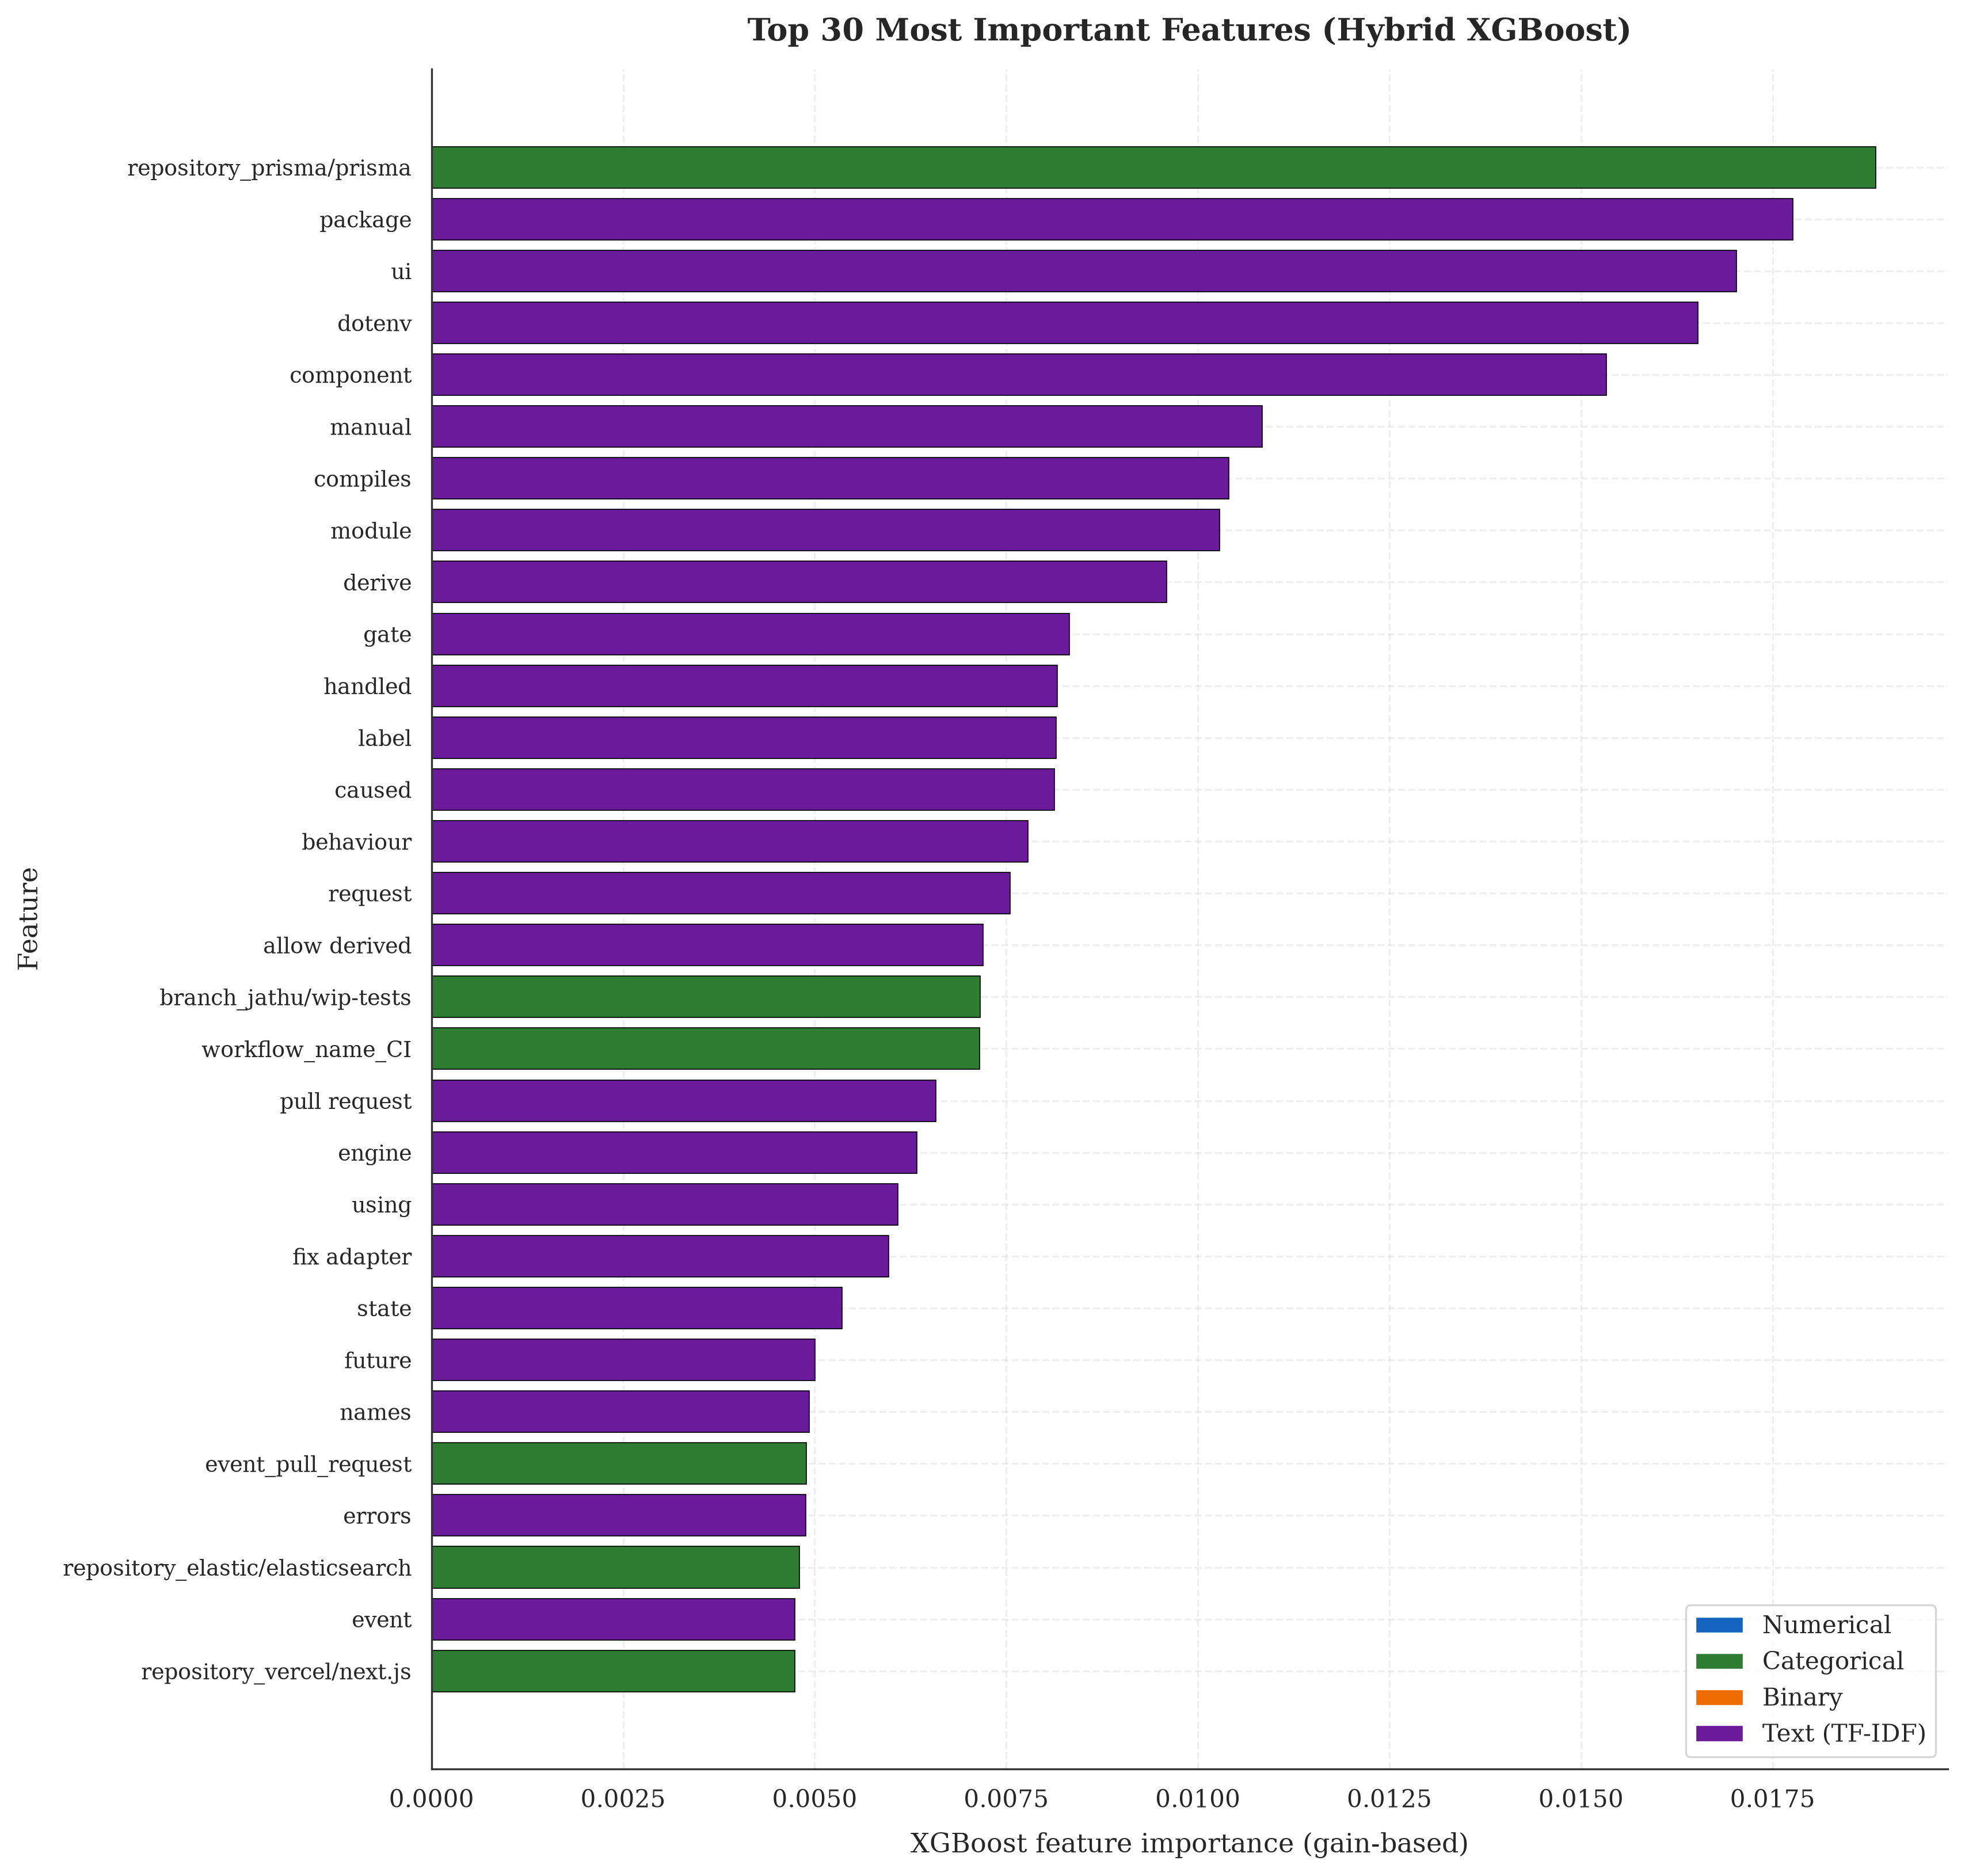 Top 30 Most Important Features (Hybrid XGBoost)
Feature
repository_prisma/prisma
package
ui
dotenv
component
manual
compiles
module
derive
gate
handled
label
caused
behaviour
request
allow derived
branch_jathu/wip-tests
workflow_name_CI
pull request
engine
using
fix adapter
state
future
names
event_pull_request
errors
repository_elastic/elasticsearch
event
repository_vercel/next.js
Numerical
Categorical
Binary
Text (TF-IDF)
0.0000 0.0025 0.0050 0.0075 0.0100 0.0125 0.0150 0.0175
XGBoost feature importance (gain-based)